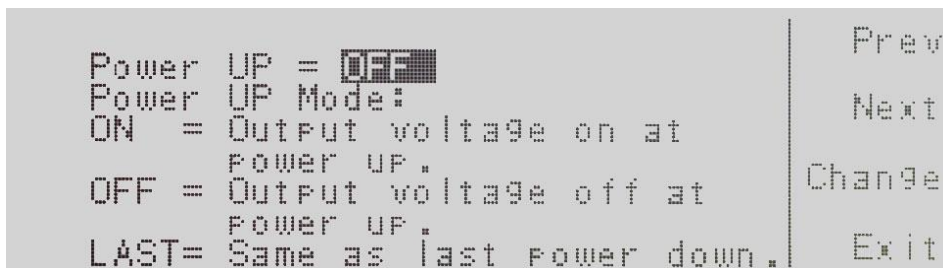 Power UP = OFF
Power UP Mode:
ON = Output voltage on at
power up.
OFF = Output voltage off at
power up.
LAST= Same as last power down.
Prev
Next
Change
Exit